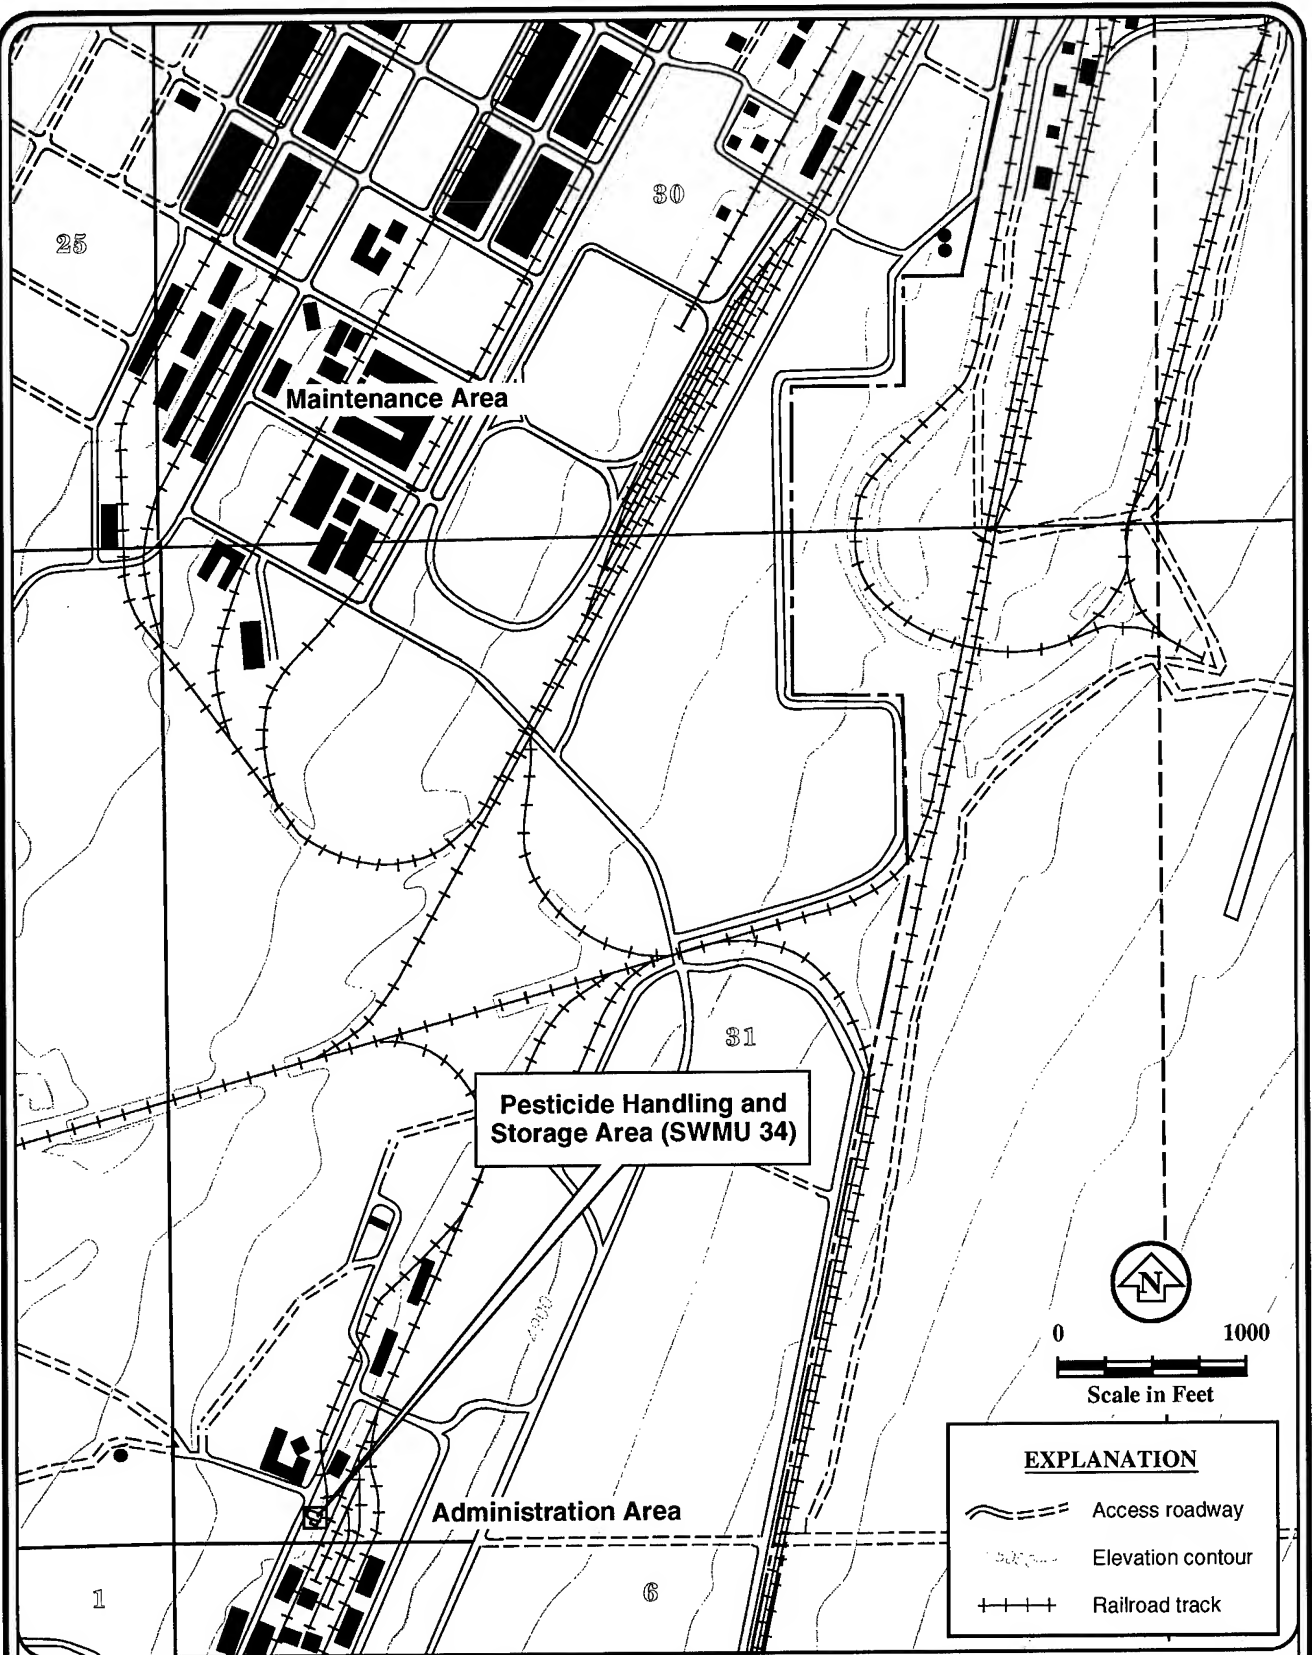 30
25
Maintenance Area
31
Pesticide Handling and
Storage Area (SWMU 34)
4900
N
0 1000
Scale in Feet
EXPLANATION
Access roadway
Elevation contour
Railroad track
Administration Area
1
6